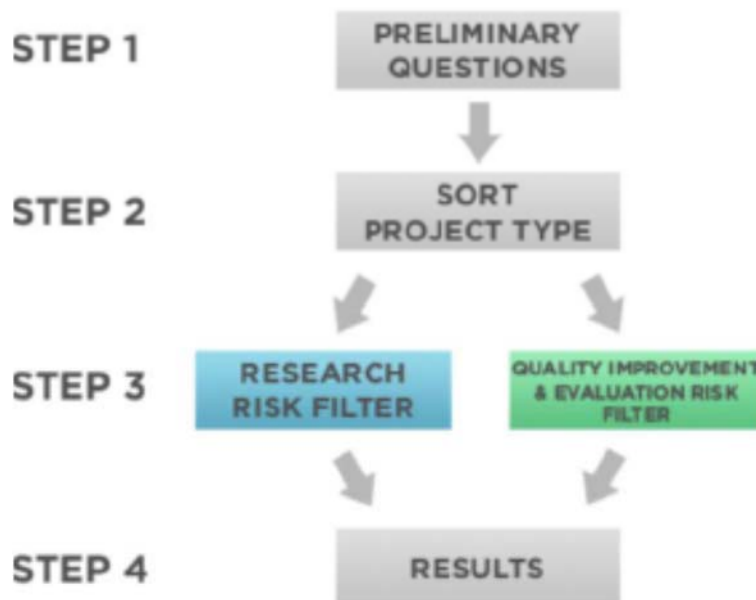 STEP 1
PRELIMINARY
QUESTIONS
STEP 2
SORT
PROJECT TYPE
STEP 3
RESEARCH
RISK FILTER
QUALITY IMPROVEMENT
& EVALUATION RISK
FILTER
STEP 4
RESULTS